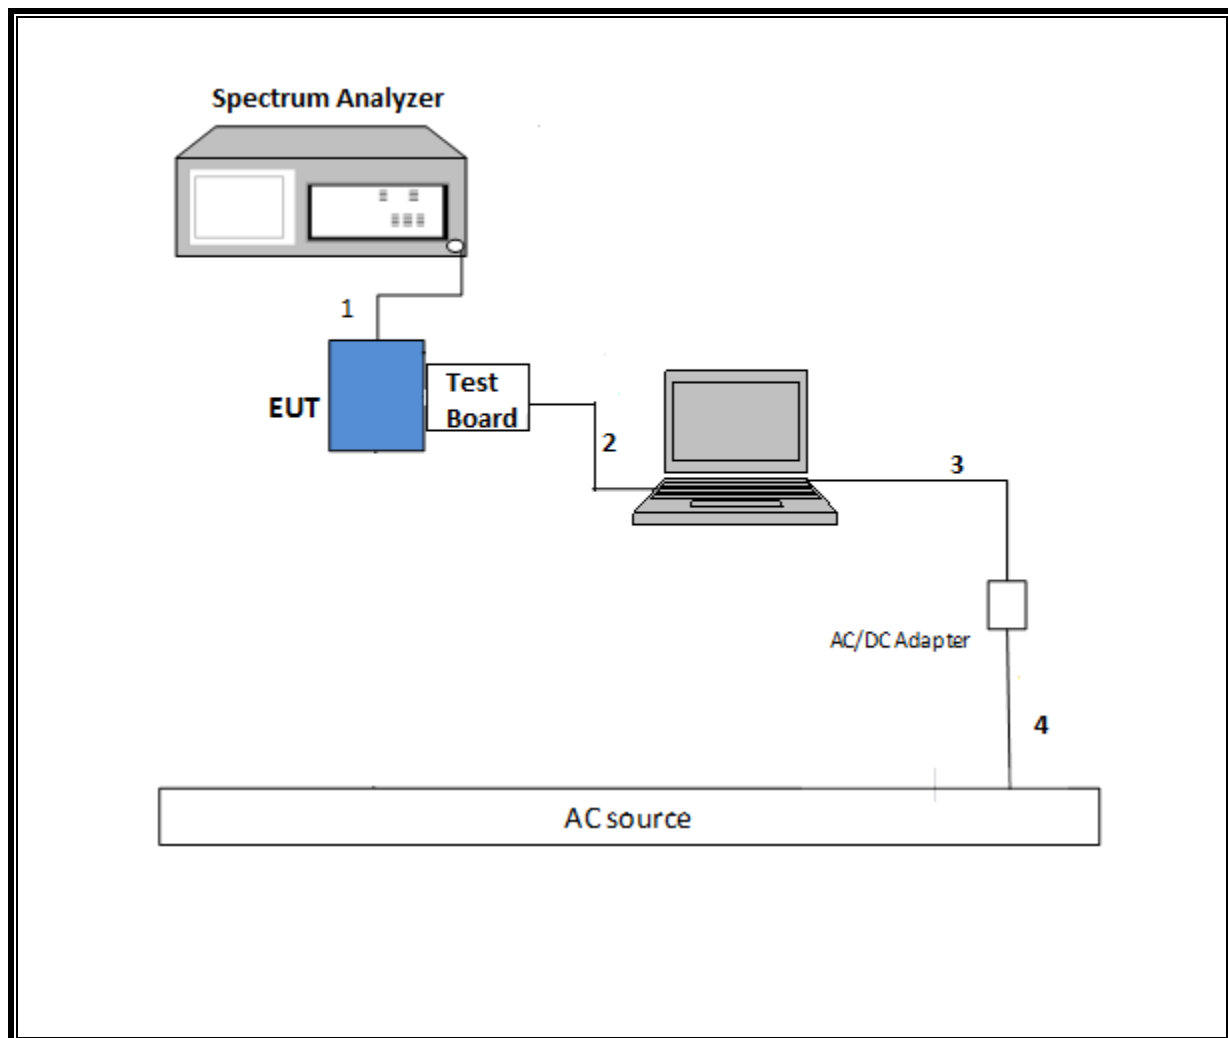 Spectrum Analyzer
1
EUT
Test
Board
2
3
AC/DC Adapter
4
AC source